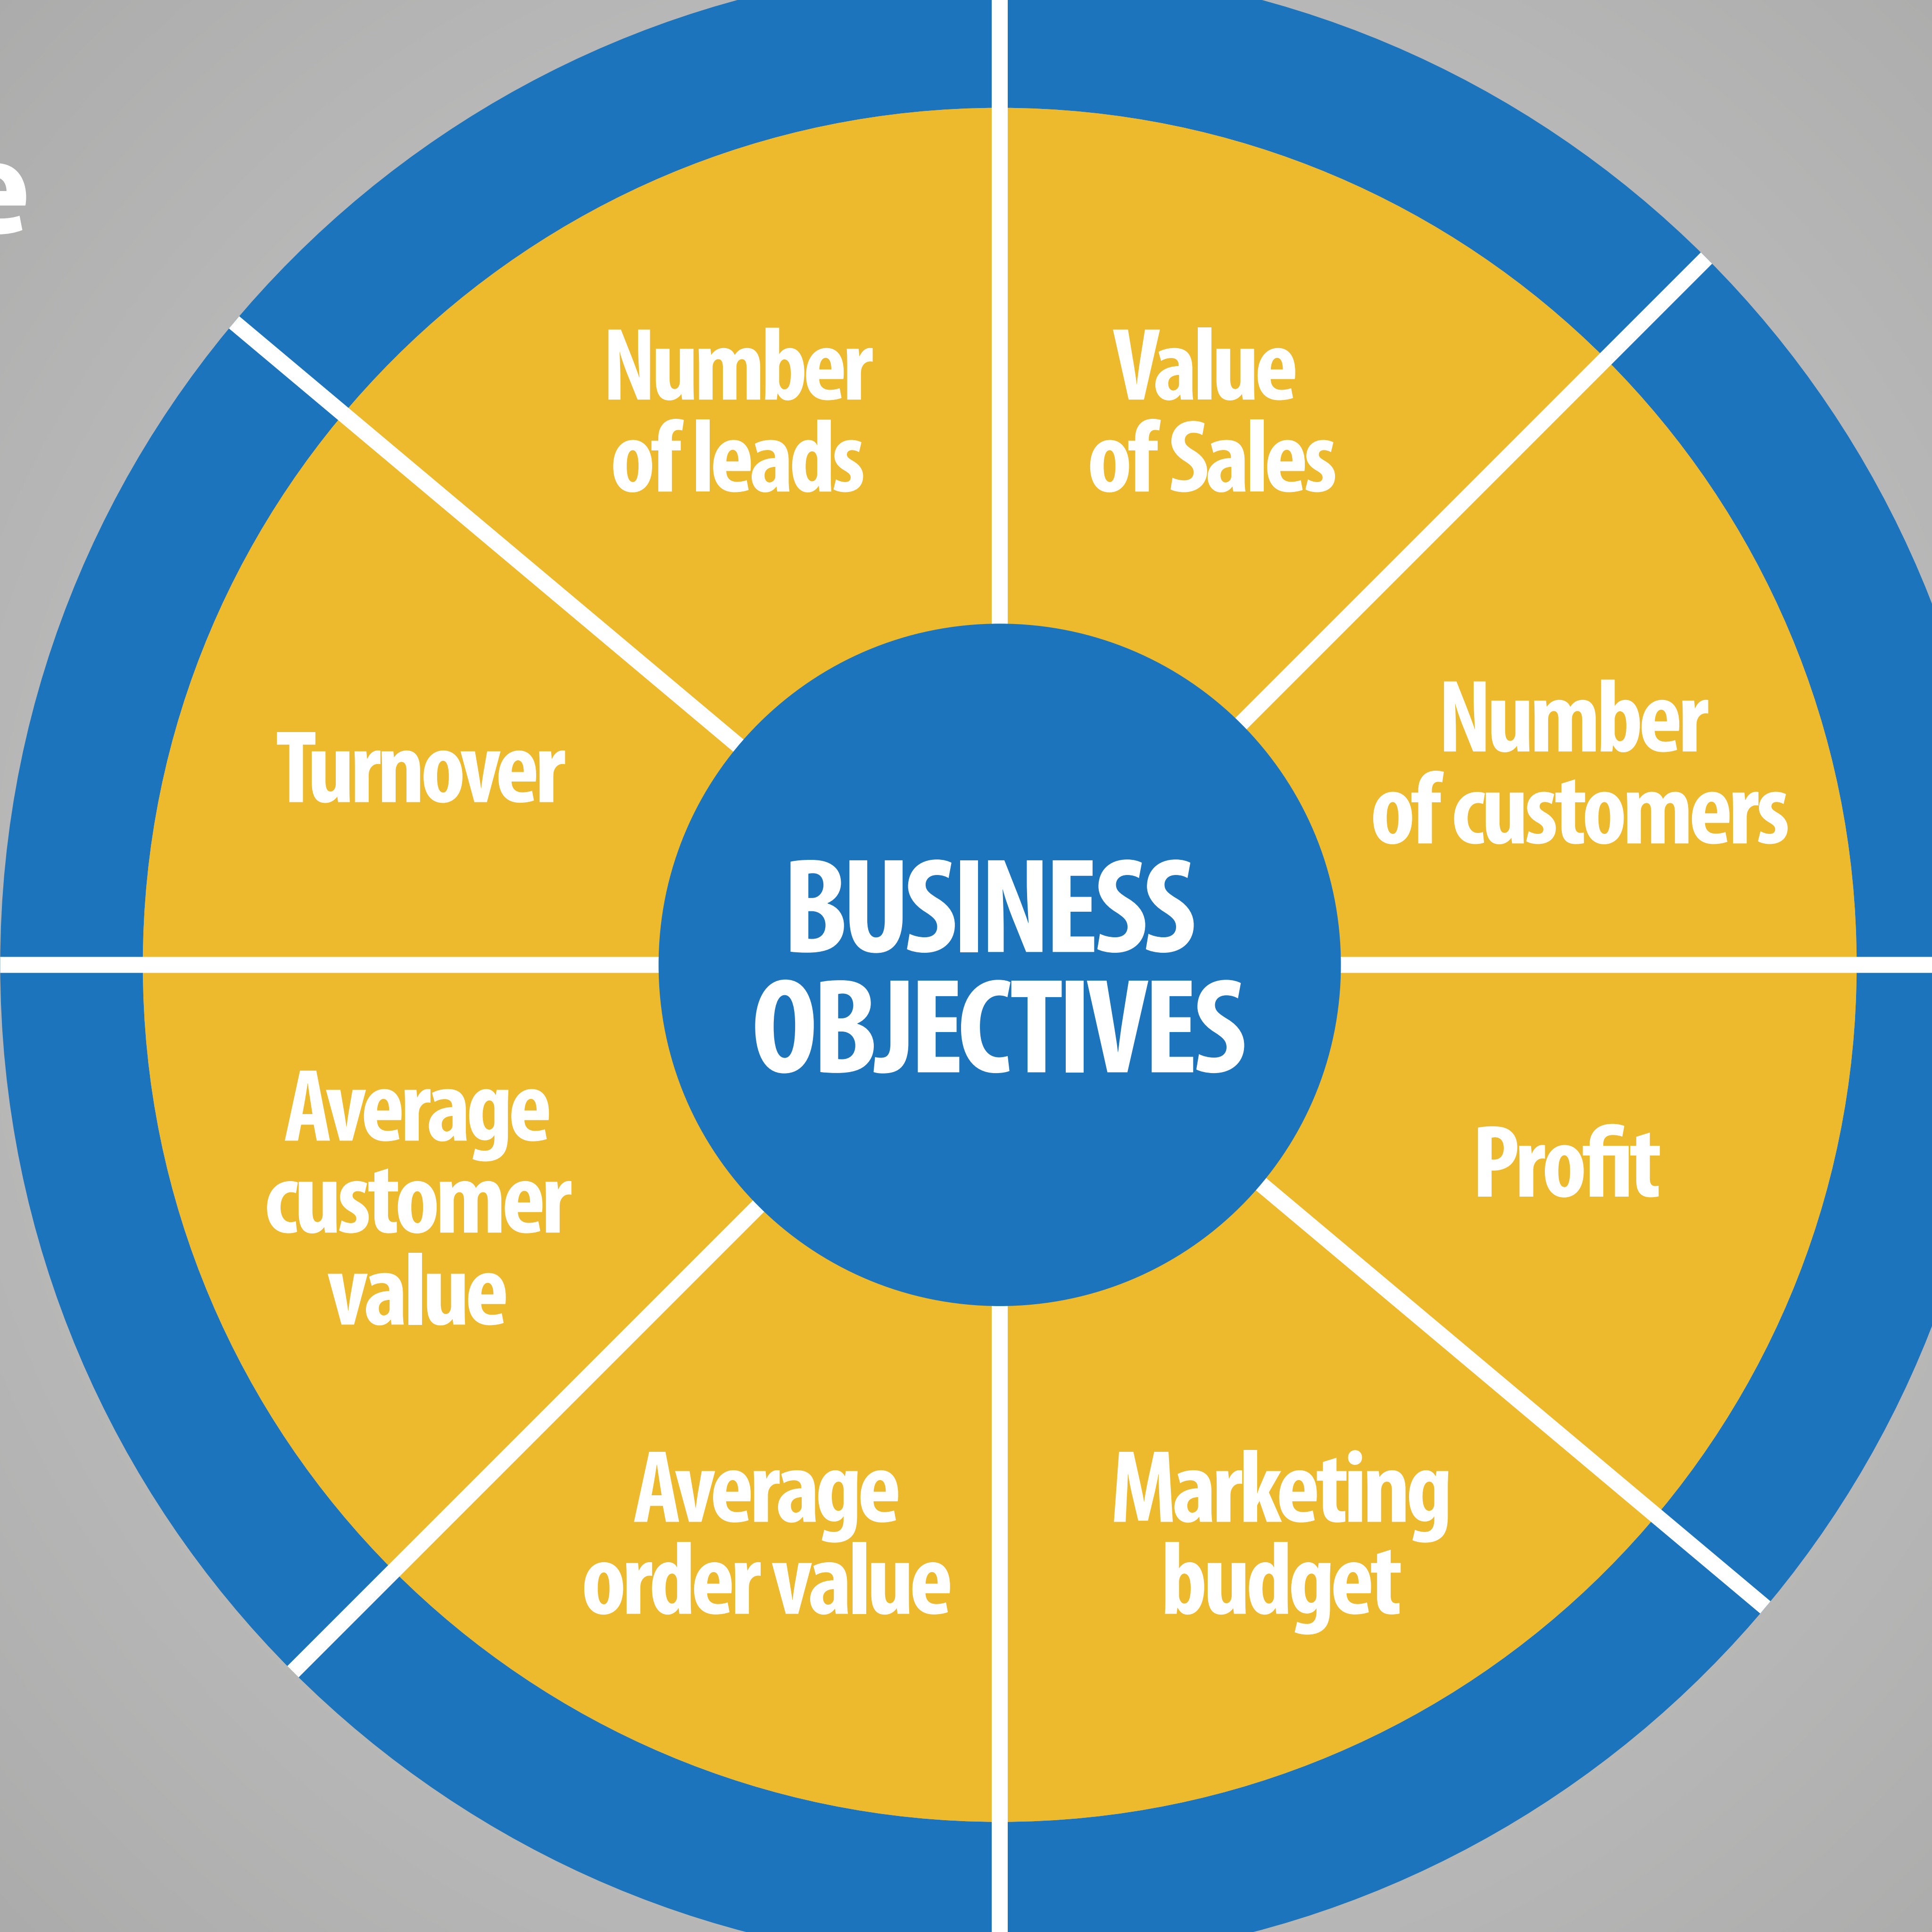 e
Number
of leads
Value
of Sales
Number
of customers
Turnover
BUSINESS
OBJECTIVES
Average
customer
value
Profit
Average
order value
Marketing
budget